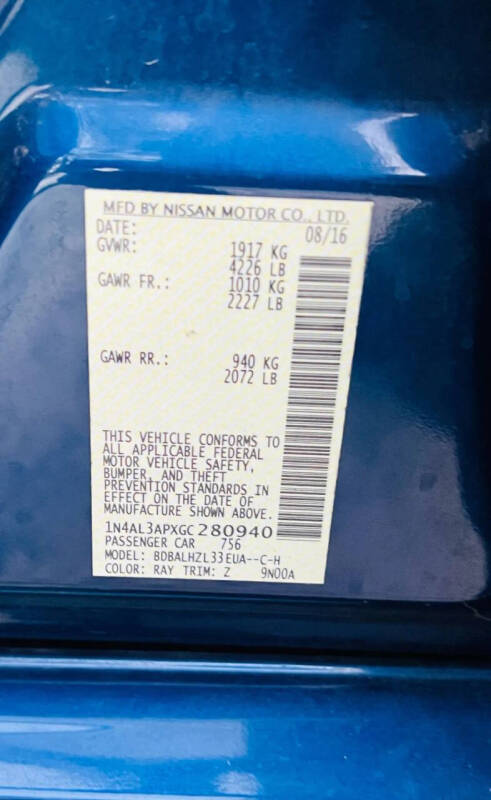 MFD BY NISSAN MOTOR CO., LTD.
DATE: 08/16
GVWR: 1917 KG
4226 LB
GAWR FR.: 1010 KG
2227 LB
GAWR RR.: 940 KG
2072 LB
THIS VEHICLE CONFORMS TO
ALL APPLICABLE FEDERAL
MOTOR VEHICLE SAFETY,
BUMPER, AND THEFT
PREVENTION STANDARDS IN
EFFECT ON THE DATE OF
MANUFACTURE SHOWN ABOVE.
1N4AL3APXGC280940
PASSENGER CAR 756
MODEL: BDBALHZL33EUA--C-H
COLOR: RAY TRIM: Z 9N00A